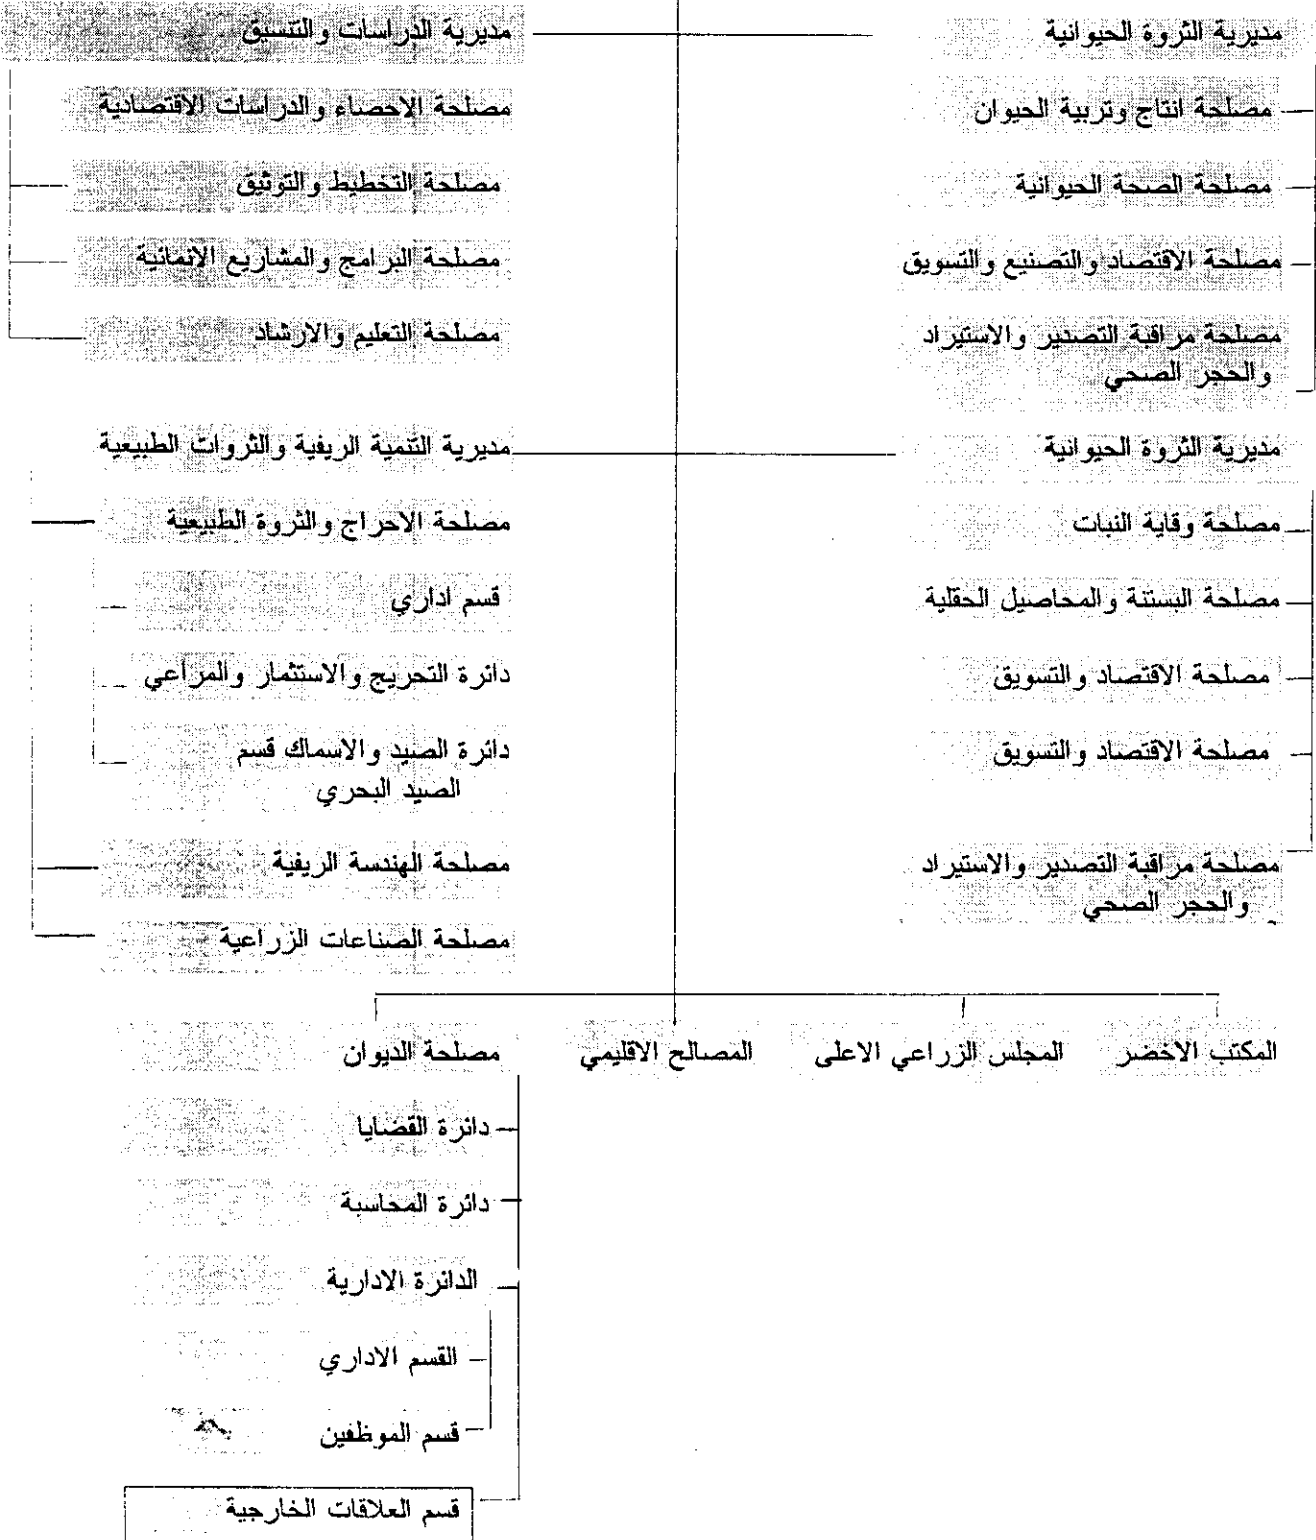 مديرية الثروة الحيوانية
مصلحة انتاج وتربية الحيوان
مصلحة الصحة الحيوانية
مصلحة الاقتصاد والتصنيع والتسويق
مصلحة مراقبة التصدير والاستيراد
والحجر الصحي
مديرية الدراسات والتنسيق
مصلحة الاحصاء والدراسات الاقتصادية
مصلحة التخطيط والتوثيق
مصلحة البرامج والمشاريع الانمائية
مصلحة التعليم والارشاد
مديرية الثروة الحيوانية
مصلحة وقاية النبات
مصلحة البستنة والمحاصيل الحقلية
مصلحة الاقتصاد والتسويق
مصلحة الاقتصاد والتسويق
مصلحة مراقبة التصدير والاستيراد
والحجر الصحي
مديرية التنمية الريفية والثروات الطبيعية
مصلحة الاحراج والثروة الطبيعية
قسم اداري
دائرة التحريج والاستثمار والمراعي
دائرة الصيد والاسماك قسم
الصيد البحري
مصلحة الهندسة الريفية
مصلحة الصناعات الزراعية
المكتب الاخضر
المجلس الزراعي الاعلى
المصالح الاقليمي
مصلحة الديوان
دائرة القضايا
دائرة المحاسبة
الدائرة الادارية
القسم الاداري
قسم الموظفين
قسم العلاقات الخارجية